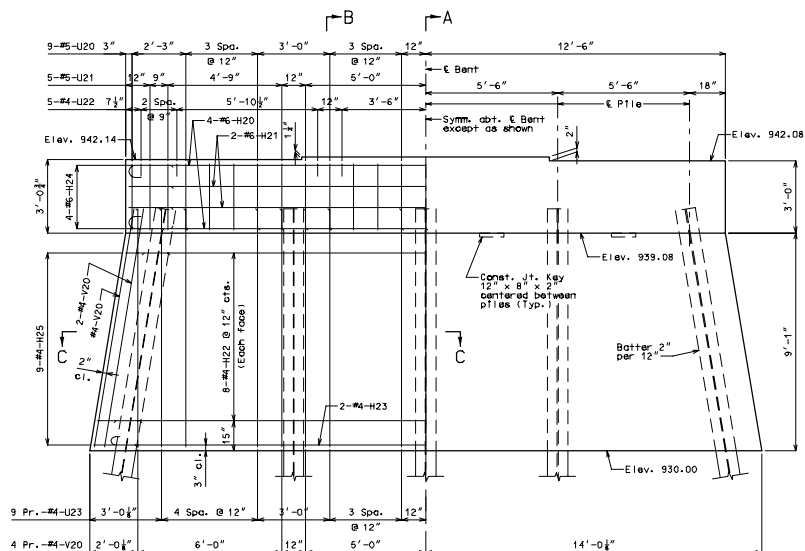 B A
9-#5-U20 3" 2'-3" 3 Spa. @ 12" 3'-0" 3 Spa. @ 12" 12" 12'-6"
℄ Bent
5-#5-U21 12" 9" 4'-9" 12" 5'-0" 5'-6" 5'-6" 18"
5-#4-U22 7½" 2 Spa. @ 9" 5'-10½" 12" 3'-6" ℄ Pile
4-#6-H20
2-#6-H21
Symm. abt. ℄ Bent
except as shown
2"
Elev. 942.14
Elev. 942.08
3'-0¾"
4-#6-H24
3'-0"
Elev. 939.08
Const. Jt. Key
12" x 8" x 2"
centered between
piles (Typ.)
2-#4-V20
#4-V20
9-#4-H25
8-#4-H22 @ 12" cts.
(Each face)
C C
Batter 2"
per 12"
9'-1"
2"
cl.
2-#4-H23
15"
3" cl.
Elev. 930.00
9 Pr.-#4-U23 3'-0⅛" 4 Spa. @ 12" 3'-0" 3 Spa. @ 12" 12"
4 Pr.-#4-V20 2'-0⅛" 6'-0" 12" 5'-0" 14'-0⅛"